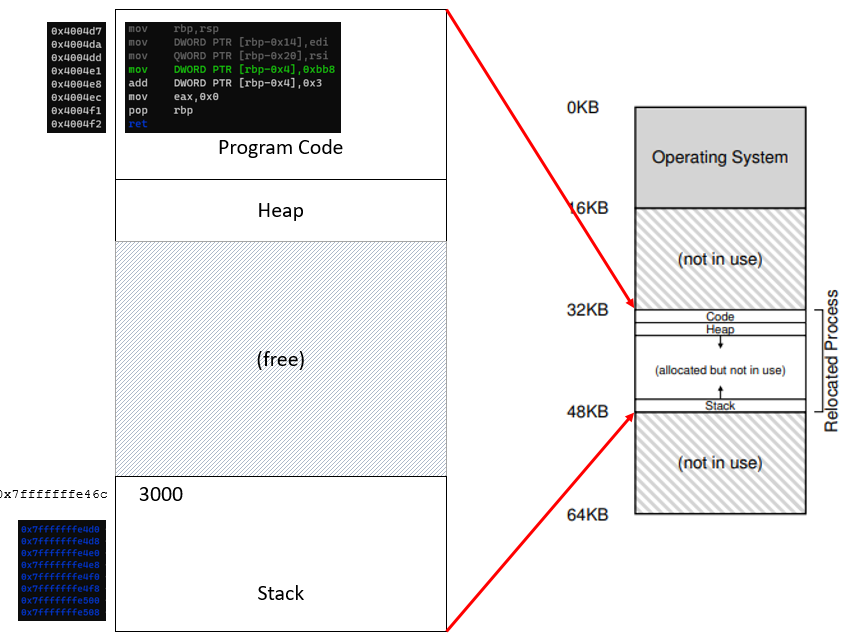 0x4004d7
0x4004da
0x4004dd
0x4004e1
0x4004e8
0x4004ec
0x4004f1
0x4004f2
mov rbp,rsp
mov DWORD PTR [rbp-0x14],edi
mov QWORD PTR [rbp-0x20],rsi
mov DWORD PTR [rbp-0x4],0xbb8
add DWORD PTR [rbp-0x4],0x3
mov eax,0x0
pop rbp
ret
Program Code
Heap
(free)
0x7fffffffe46c
3000
0x7fffffffe4d0
0x7fffffffe4d8
0x7fffffffe4e0
0x7fffffffe4e8
0x7fffffffe4f0
0x7fffffffe4f8
0x7fffffffe500
0x7fffffffe508
Stack
0KB
Operating System
16KB
(not in use)
32KB
Code
Heap
(allocated but not in use)
Stack
48KB
(not in use)
64KB
Relocated Process